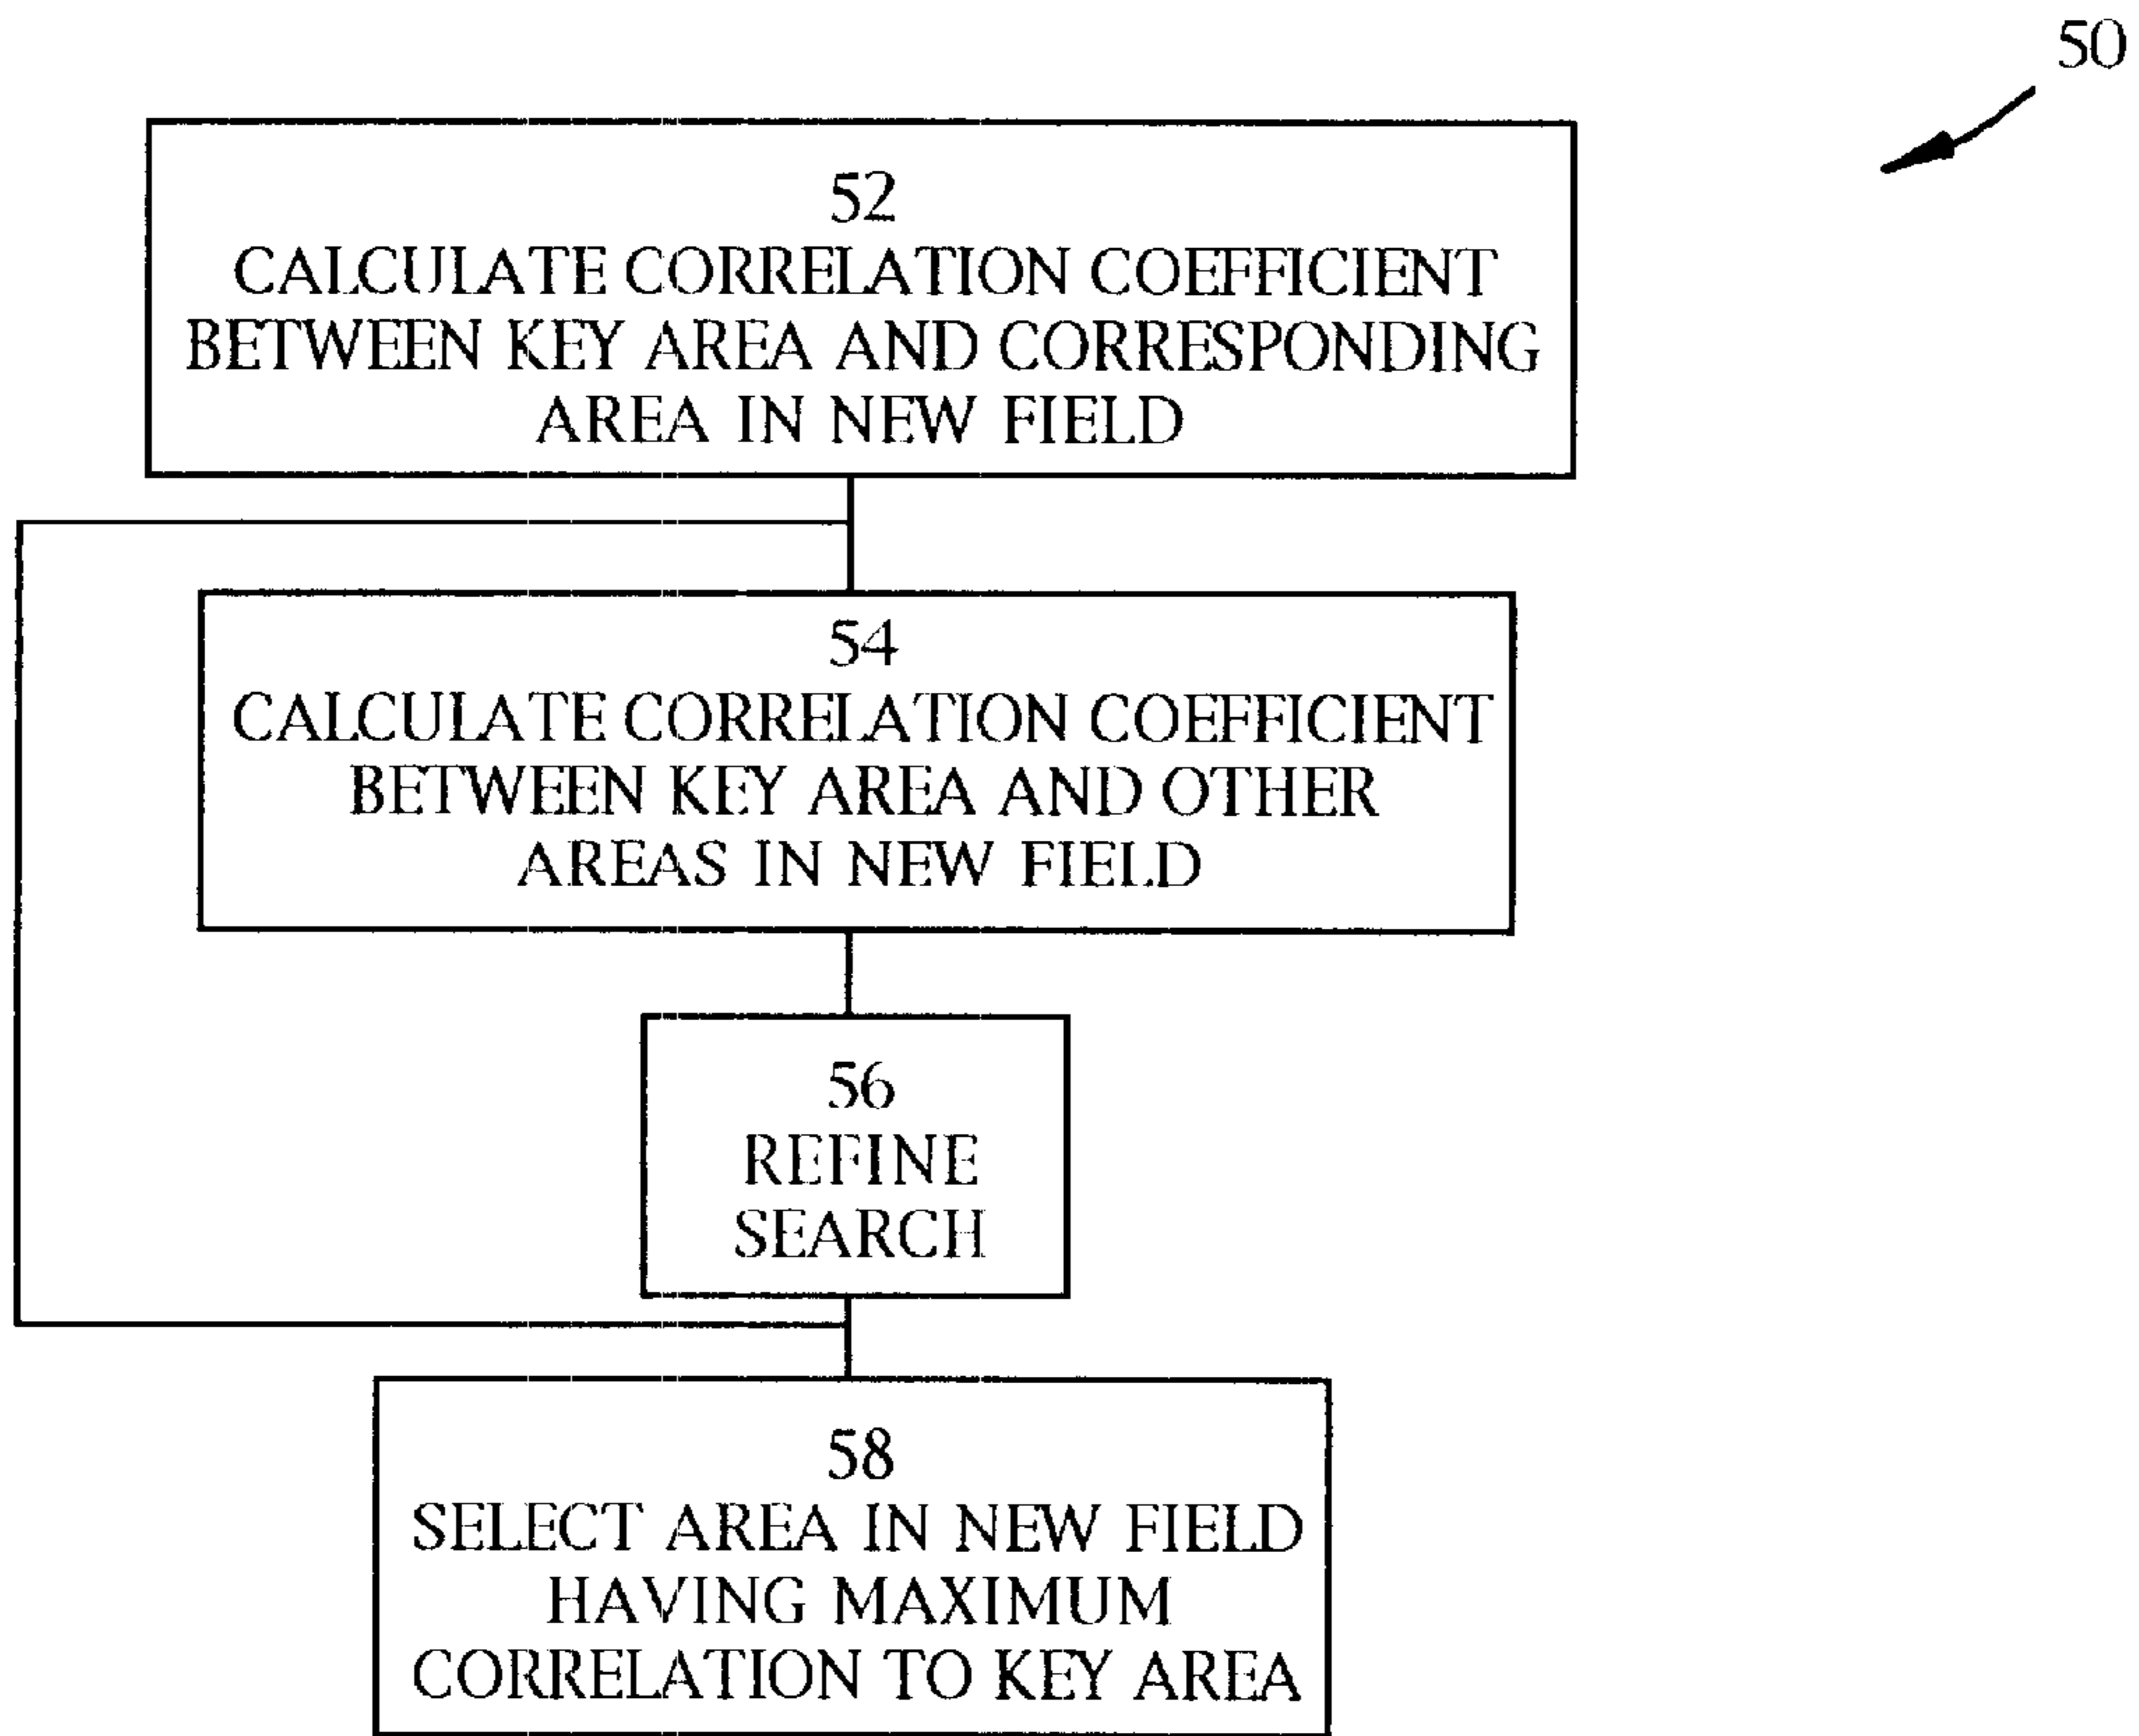 50
52
CALCULATE CORRELATION COEFFICIENT
BETWEEN KEY AREA AND CORRESPONDING
AREA IN NEW FIELD
54
CALCULATE CORRELATION COEFFICIENT
BETWEEN KEY AREA AND OTHER
AREAS IN NEW FIELD
56
REFINE
SEARCH
58
SELECT AREA IN NEW FIELD
HAVING MAXIMUM
CORRELATION TO KEY AREA